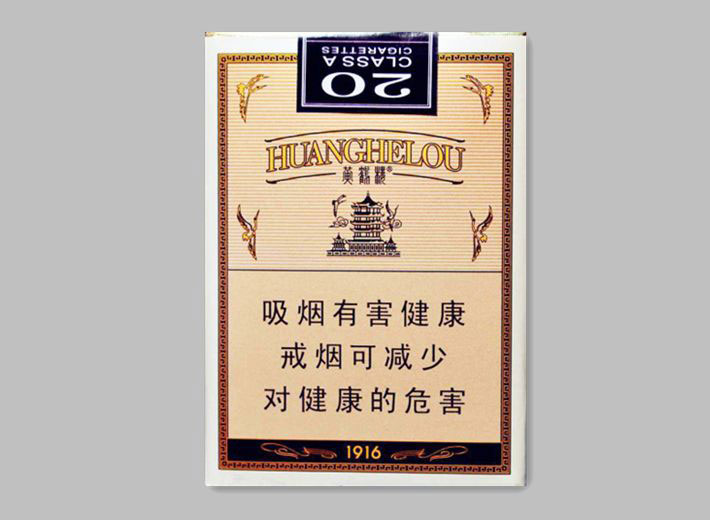 20
CLASS A
CIGARETTES
HUANGHELOU
黄鹤楼®
吸烟有害健康
戒烟可减少
对健康的危害
1916